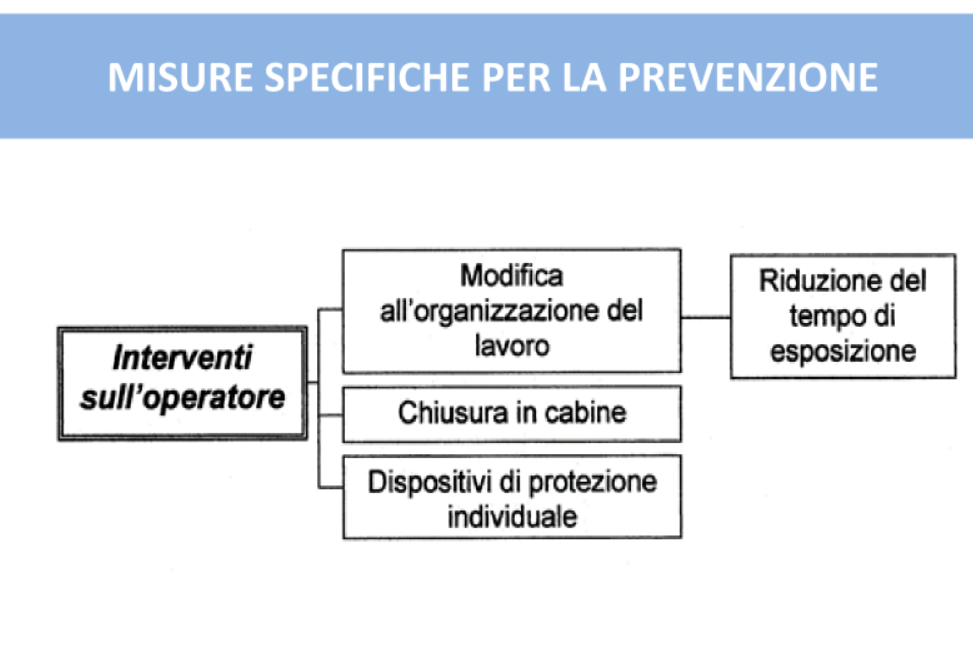 MISURE SPECIFICHE PER LA PREVENZIONE
Interventi
sull'operatore
Modifica
all'organizzazione del
lavoro
Riduzione del
tempo di
esposizione
Chiusura in cabine
Dispositivi di protezione
individuale